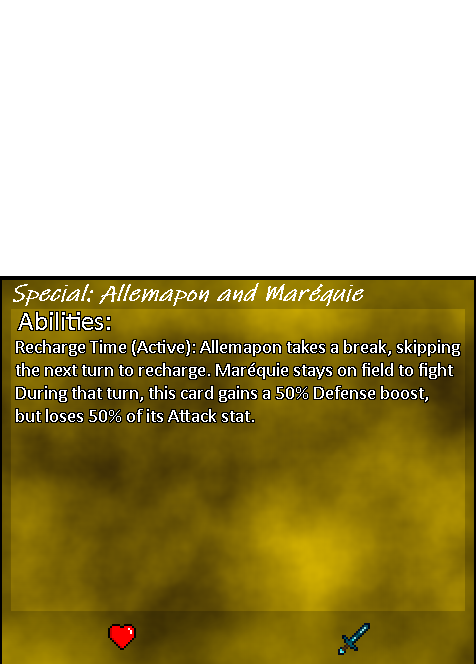 Special: Allemapon and Maréquie
Abilities:
Recharge Time (Active): Allemapon takes a break, skipping
the next turn to recharge. Maréquie stays on field to fight
During that turn, this card gains a 50% Defense boost,
but loses 50% of its Attack stat.